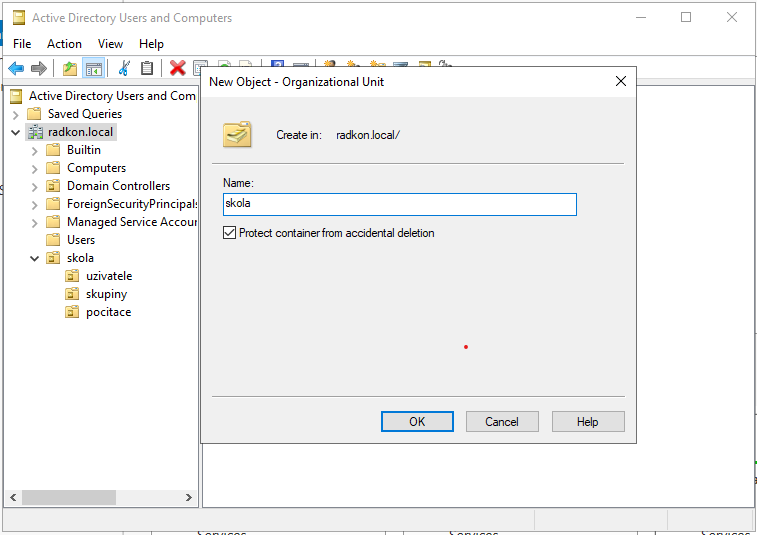 Active Directory Users and Computers
File Action View Help
New Object - Organizational Unit
Create in: radkon.local/
Name:
skola
Protect container from accidental deletion
OK Cancel Help
Active Directory Users and Com
Saved Queries
radkon.local
Builtin
Computers
Domain Controllers
ForeignSecurityPrincipals
Managed Service Accou
Users
skola
uzivatele
skupiny
pocitace